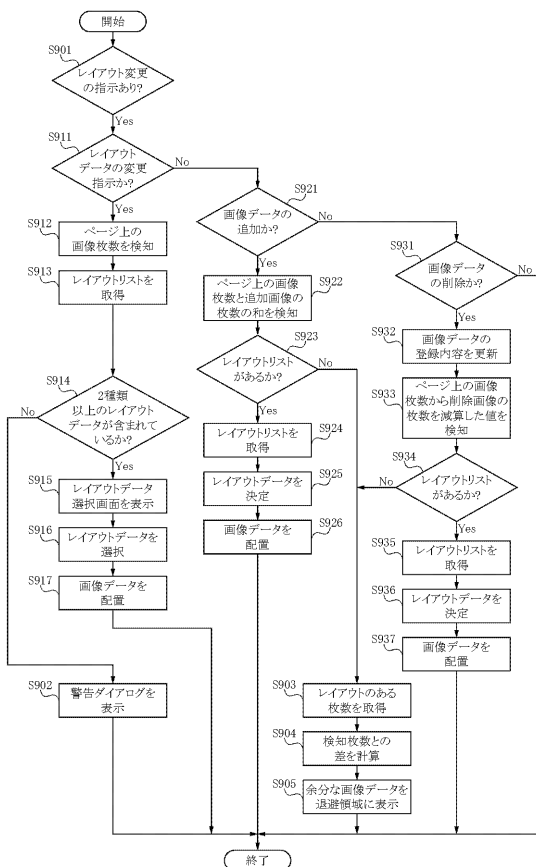 開始
S901
レイアウト変更
の指示あり?
Yes
S911
レイアウト
データの変更
指示か?
No
Yes
S912
ページ上の
画像枚数を検知
S913
レイアウトリストを
取得
S914
2種類
以上のレイアウト
データが含まれて
いるか?
No
Yes
S915
レイアウトデータ
選択画面を表示
S916
レイアウトデータを
選択
S917
画像データを
配置
S902
警告ダイアログを
表示
S921
画像データの
追加か?
No
Yes
S922
ページ上の画像
枚数と追加画像の
枚数の和を検知
S923
レイアウトリスト
があるか?
No
Yes
S924
レイアウトリストを
取得
S925
レイアウトデータを
決定
S926
画像データを
配置
S931
画像データ
の削除か?
No
Yes
S932
画像データの
登録内容を更新
S933
ページ上の画像
枚数から削除画像の
枚数を減算した値を
検知
S934
レイアウトリスト
があるか?
No
Yes
S935
レイアウトリストを
取得
S936
レイアウトデータを
決定
S937
画像データを
配置
S903
レイアウトのある
枚数を取得
S904
検知枚数との
差を計算
S905
余分な画像データを
退避領域に表示
終了